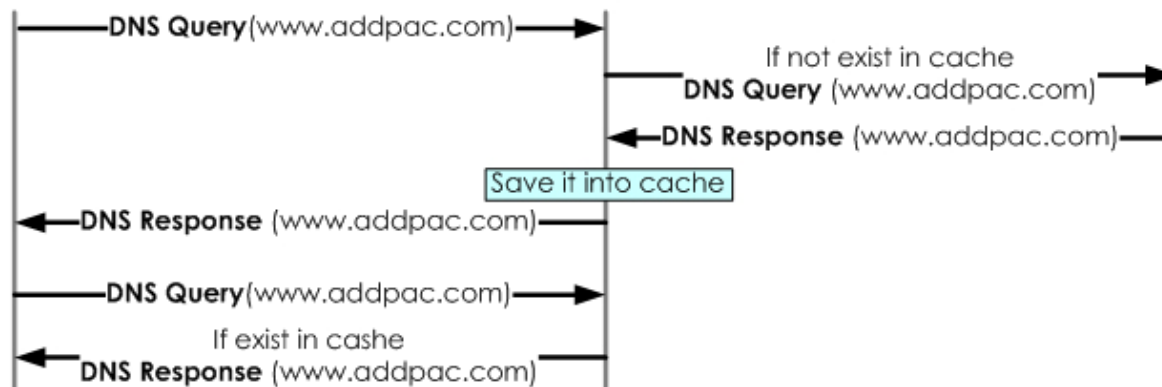 DNS Query(www.addpac.com)
If not exist in cache
DNS Query (www.addpac.com)
DNS Response (www.addpac.com)
Save it into cache
DNS Response (www.addpac.com)
DNS Query(www.addpac.com)
If exist in cashe
DNS Response (www.addpac.com)